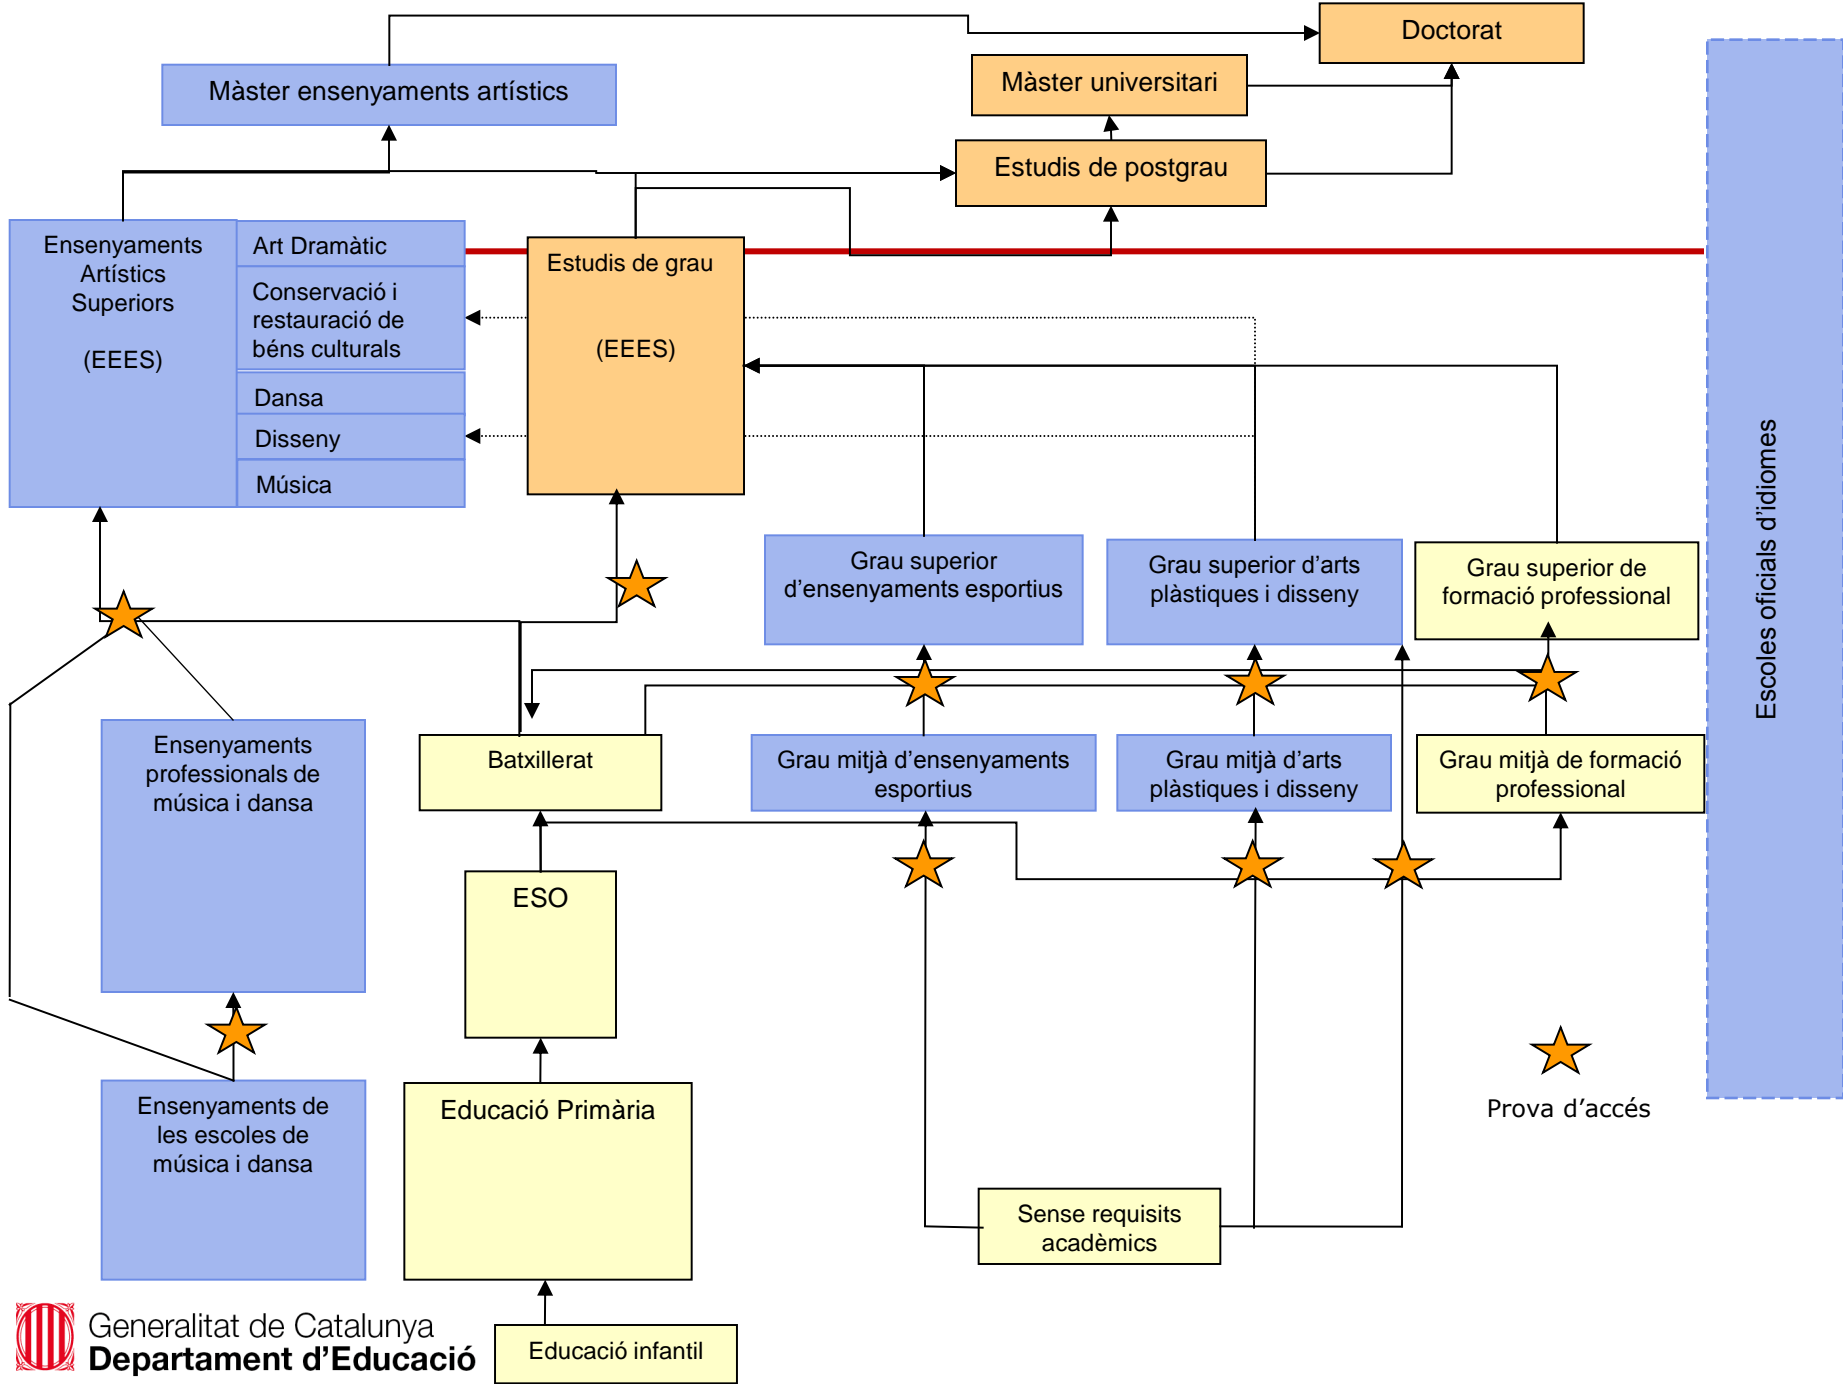 Doctorat
Màster ensenyaments artístics
Màster universitari
Estudis de postgrau
Ensenyaments
Artístics
Superiors
(EEES)
Art Dramàtic
Conservació i
restauració de
béns culturals
Dansa
Disseny
Música
Estudis de grau
(EEES)
Escoles oficials d'idiomes
Grau superior
d'ensenyaments esportius
Grau superior d'arts
plàstiques i disseny
Grau superior de
formació professional
Ensenyaments
professionals de
música i dansa
Batxillerat
Grau mitjà d'ensenyaments
esportius
Grau mitjà d'arts
plàstiques i disseny
Grau mitjà de formació
professional
ESO
Ensenyaments de
les escoles de
música i dansa
Educació Primària
Prova d'accés
Sense requisits
acadèmics
Educació infantil
Generalitat de Catalunya
Departament d'Educació